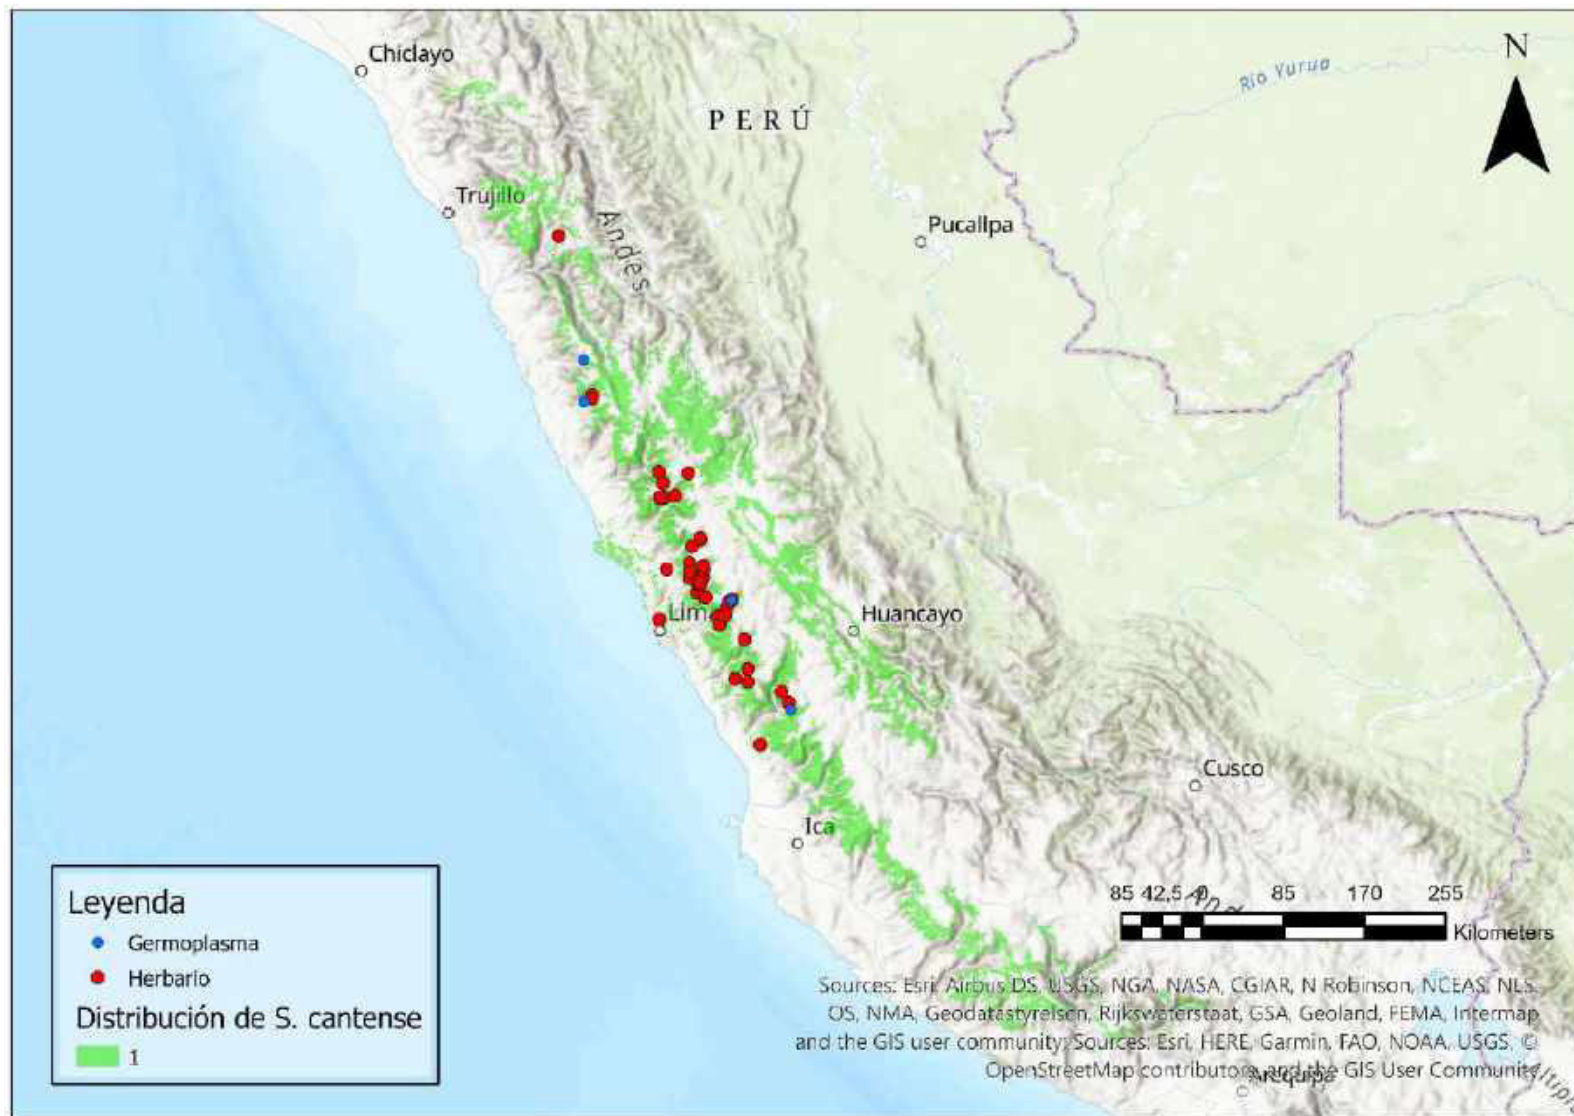 Chiclayo
N
Río Yurua
PERÚ
Trujillo
Andes
Pucallpa
Lim
Huancayo
Cusco
Ica
Leyenda
Germoplasma
Herbario
Distribución de S. cantense
1
85 42,5 0 85 170 255
Kilometers
And
Sources: Esri, Airbus DS, USGS, NGA, NASA, CGIAR, N Robinson, NCEAS, NLS,
OS, NMA, Geodatastyrelsen, Rijkswaterstaat, GSA, Geoland, FEMA, Intermap
and the GIS user community; Sources: Esri, HERE, Garmin, FAO, NOAA, USGS, ©
OpenStreetMap contributors, and the GIS User Community
Arequipa